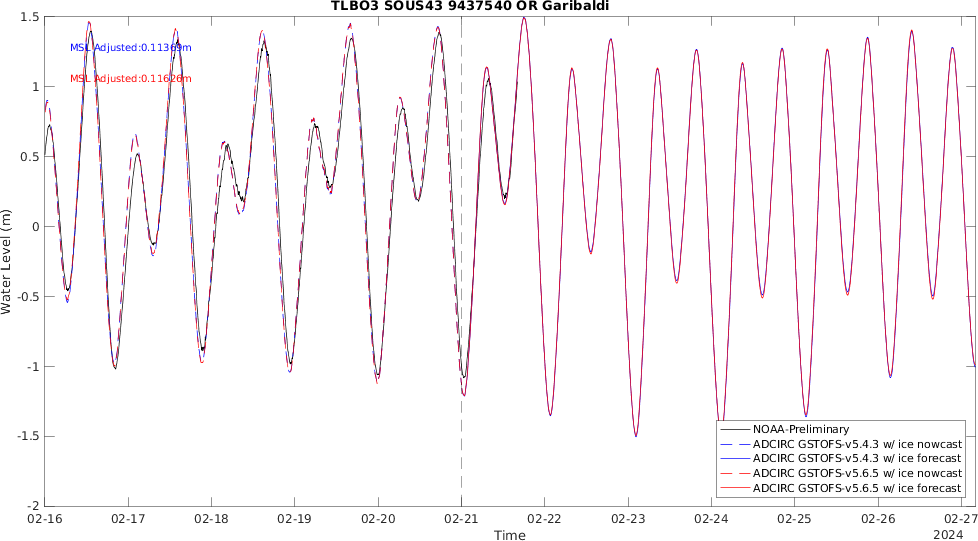 TLBO3 SOUS43 9437540 OR Garibaldi
1.5
MSL Adjusted:0.11369m
MSL Adjusted:0.11626m
1
0.5
0
Water Level (m)
-0.5
-1
-1.5
-2
NOAA-Preliminary
ADCIRC GSTOFS-v5.4.3 w/ ice nowcast
ADCIRC GSTOFS-v5.4.3 w/ ice forecast
ADCIRC GSTOFS-v5.6.5 w/ ice nowcast
ADCIRC GSTOFS-v5.6.5 w/ ice forecast
02-16 02-17 02-18 02-19 02-20 02-21 02-22 02-23 02-24 02-25 02-26 02-27
Time
2024